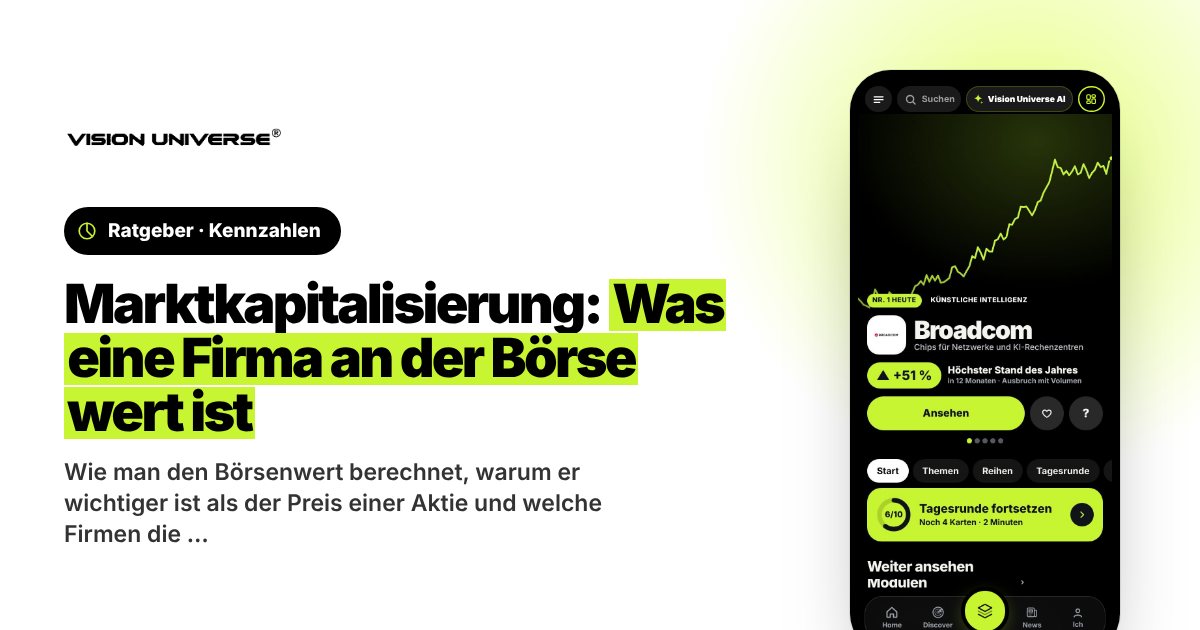 VISION UNIVERSE®
Ratgeber · Kennzahlen
Marktkapitalisierung: Was
eine Firma an der Börse
wert ist
Wie man den Börsenwert berechnet, warum er
wichtiger ist als der Preis einer Aktie und welche
Firmen die ...
Suchen
Vision Universe AI
NR. 1 HEUTE KÜNSTLICHE INTELLIGENZ
BROADCOM
Broadcom
Chips für Netzwerke und KI-Rechenzentren
▲ +51 %
Höchster Stand des Jahres
In 12 Monaten · Ausbruch mit Volumen
Ansehen
?
Start Themen Reihen Tagesrunde
6/10
Tagesrunde fortsetzen
Noch 4 Karten · 2 Minuten
Weiter ansehen
Modulen
Home Discover News Ich